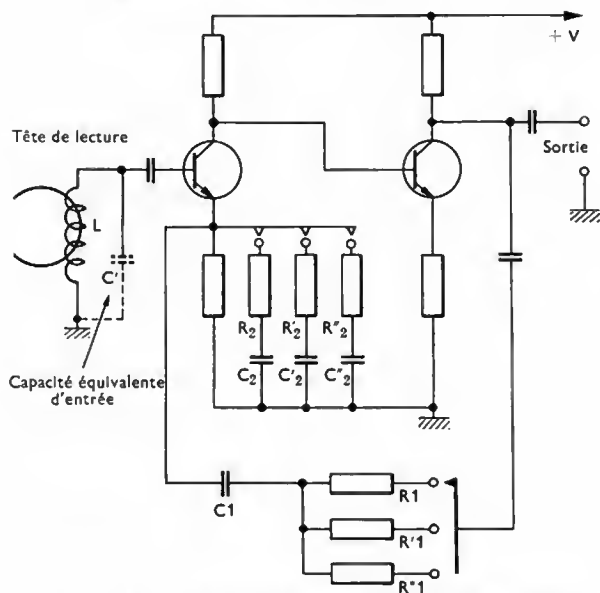 + V
Tête de lecture
Sortie
L
C'
R2 R'2 R"2
C2 C'2 C"2
Capacité équivalente
d'entrée
C1
R1
R'1
R"1